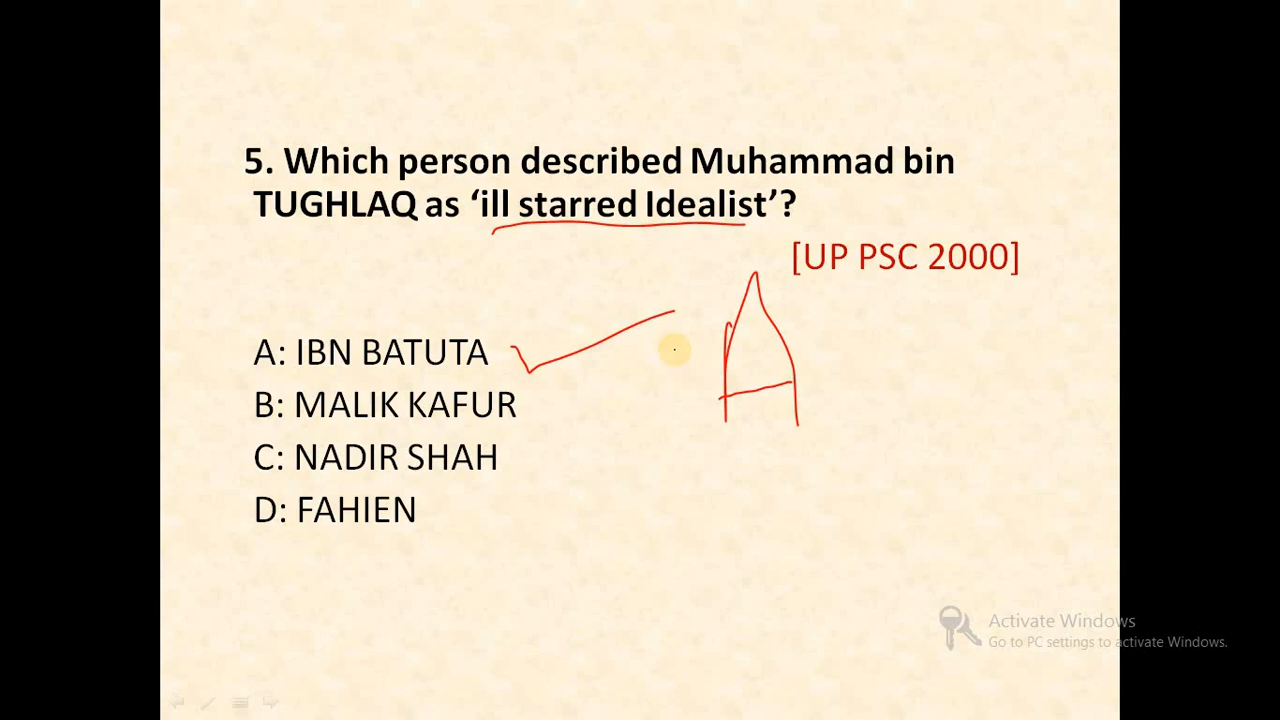 5. Which person described Muhammad bin
TUGHLAQ as ‘ill starred Idealist’?
[UP PSC 2000]
A: IBN BATUTA
A
B: MALIK KAFUR
C: NADIR SHAH
D: FAHIEN
Activate Windows
Go to PC settings to activate Windows.